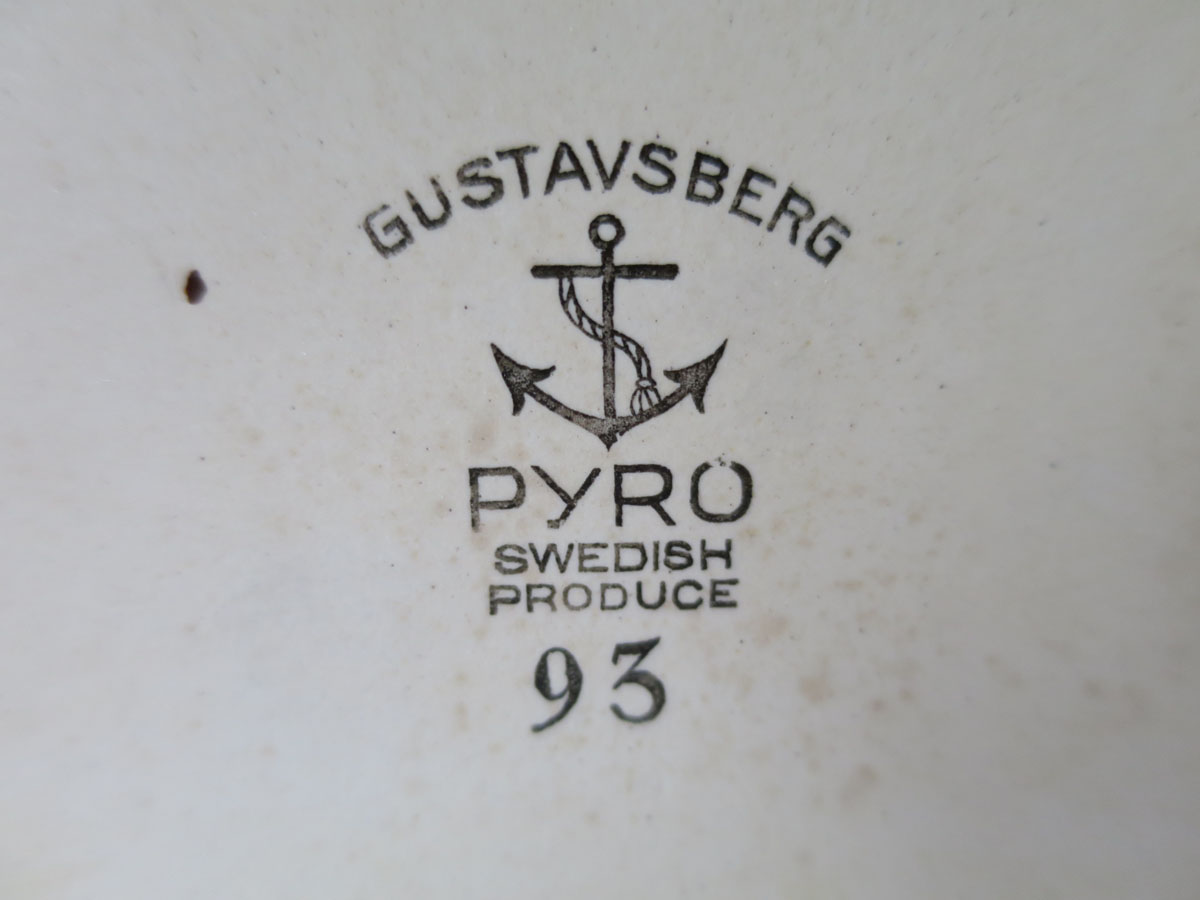 GUSTAVSBERG
PYRO
SWEDISH
PRODUCE
93